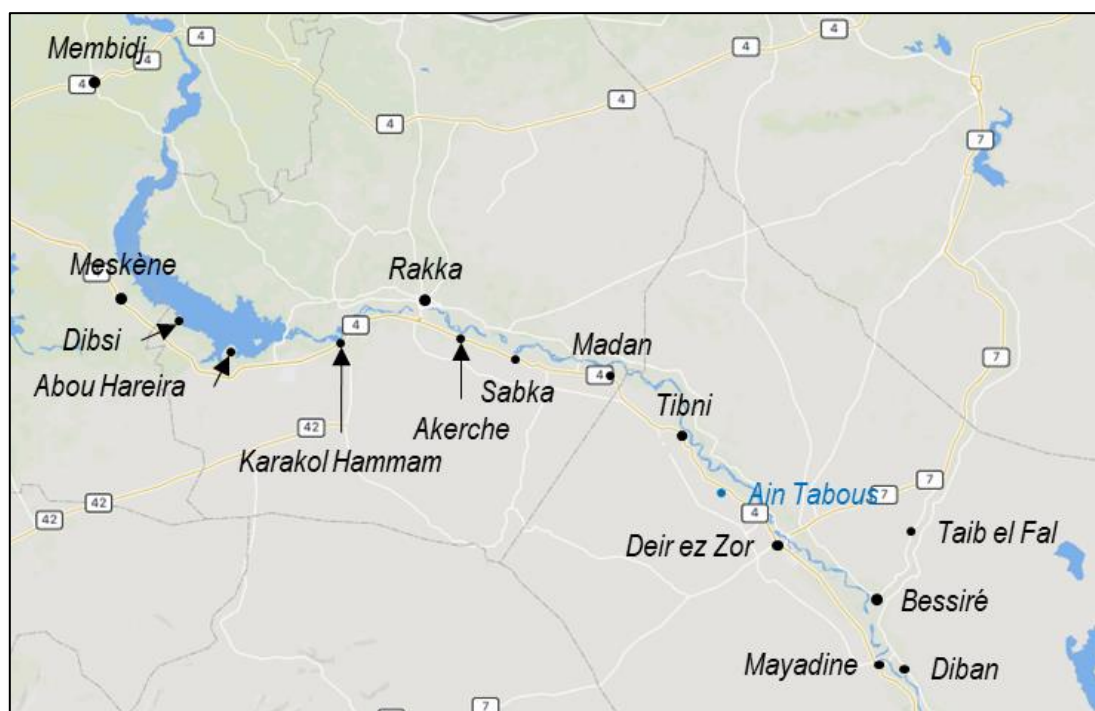 4
Membidj
4
4
4
4
4
7
Meskène
Rakka
4
Dibsi
Madan
7
Abou Hareira
Sabka
4
Akerche
Tibni
42
Karakol Hammam
7
Ain Tabous
7
42
42
4
Deir ez Zor
Taib el Fal
Bessiré
Mayadine
Diban
7